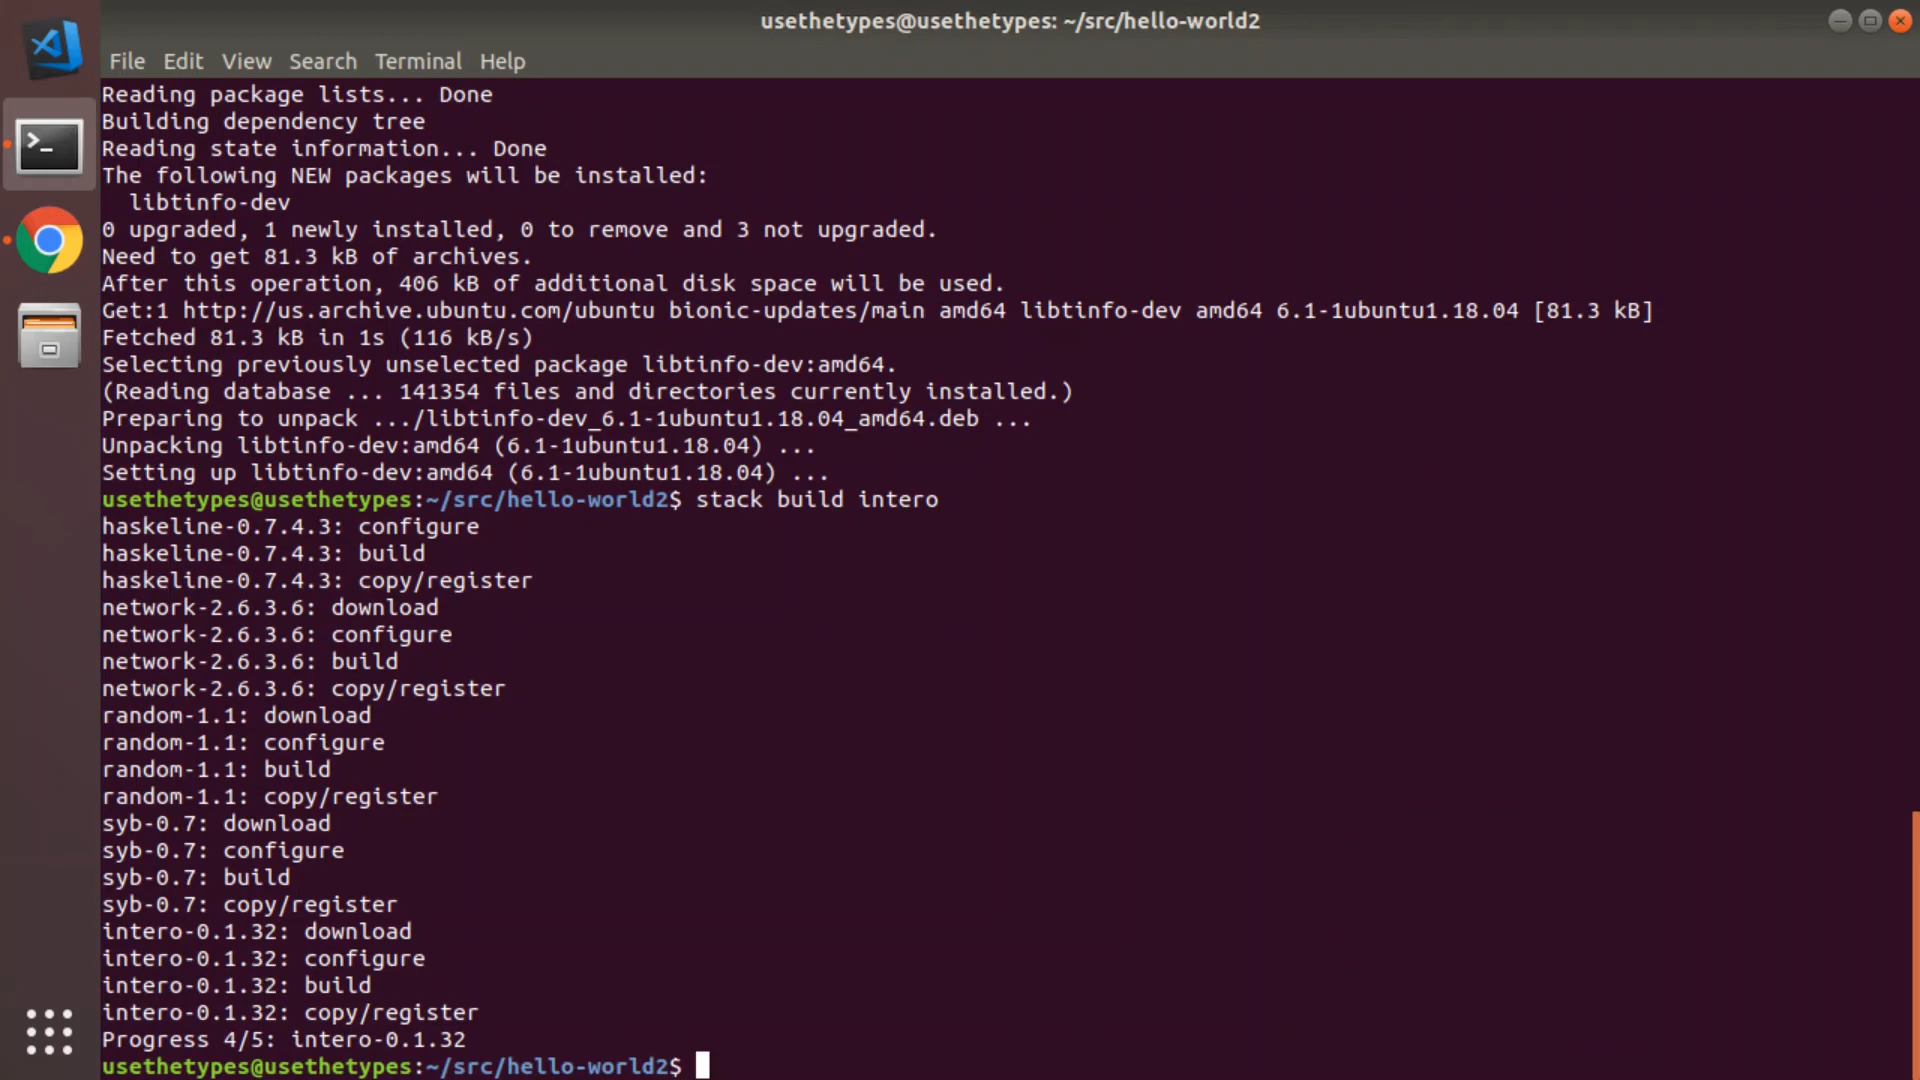 usethetypes@usethetypes: ~/src/hello-world2
File Edit View Search Terminal Help
Reading package lists... Done
Building dependency tree
Reading state information... Done
The following NEW packages will be installed:
  libtinfo-dev
0 upgraded, 1 newly installed, 0 to remove and 3 not upgraded.
Need to get 81.3 kB of archives.
After this operation, 406 kB of additional disk space will be used.
Get:1 http://us.archive.ubuntu.com/ubuntu bionic-updates/main amd64 libtinfo-dev amd64 6.1-1ubuntu1.18.04 [81.3 kB]
Fetched 81.3 kB in 1s (116 kB/s)
Selecting previously unselected package libtinfo-dev:amd64.
(Reading database ... 141354 files and directories currently installed.)
Preparing to unpack .../libtinfo-dev_6.1-1ubuntu1.18.04_amd64.deb ...
Unpacking libtinfo-dev:amd64 (6.1-1ubuntu1.18.04) ...
Setting up libtinfo-dev:amd64 (6.1-1ubuntu1.18.04) ...
usethetypes@usethetypes:~/src/hello-world2$ stack build intero
haskeline-0.7.4.3: configure
haskeline-0.7.4.3: build
haskeline-0.7.4.3: copy/register
network-2.6.3.6: download
network-2.6.3.6: configure
network-2.6.3.6: build
network-2.6.3.6: copy/register
random-1.1: download
random-1.1: configure
random-1.1: build
random-1.1: copy/register
syb-0.7: download
syb-0.7: configure
syb-0.7: build
syb-0.7: copy/register
intero-0.1.32: download
intero-0.1.32: configure
intero-0.1.32: build
intero-0.1.32: copy/register
Progress 4/5: intero-0.1.32
usethetypes@usethetypes:~/src/hello-world2$